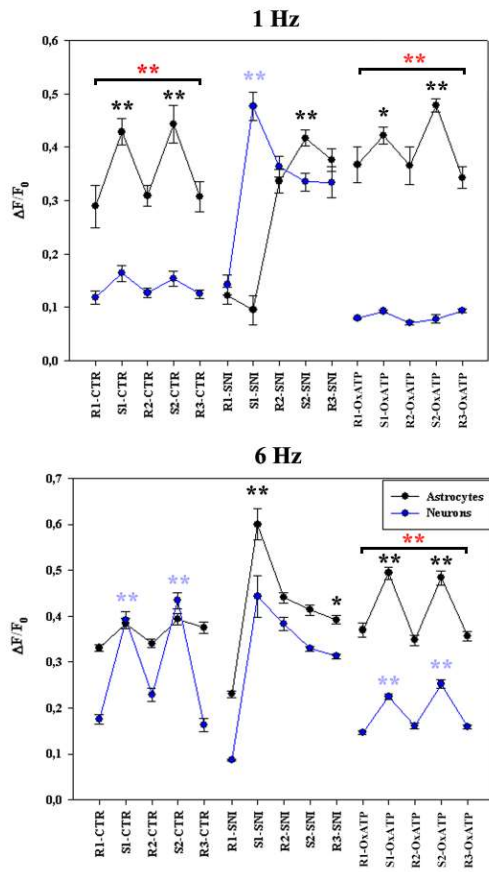 1 Hz
0,6
0,5
0,4
0,3
0,2
0,1
0,0
ΔF/F0
**
**
**
**
**
**
*
**
R1-CTR
S1-CTR
R2-CTR
S2-CTR
R3-CTR
R1-SNI
S1-SNI
R2-SNI
S2-SNI
R3-SNI
R1-OxATP
S1-OxATP
R2-OxATP
S2-OxATP
R3-OxATP
6 Hz
0,7
0,6
0,5
0,4
0,3
0,2
0,1
0,0
ΔF/F0
Astrocytes
Neurons
**
**
**
*
**
**
**
**
**
R1-CTR
S1-CTR
R2-CTR
S2-CTR
R3-CTR
R1-SNI
S1-SNI
R2-SNI
S2-SNI
R3-SNI
R1-OxATP
S1-OxATP
R2-OxATP
S2-OxATP
R3-OxATP